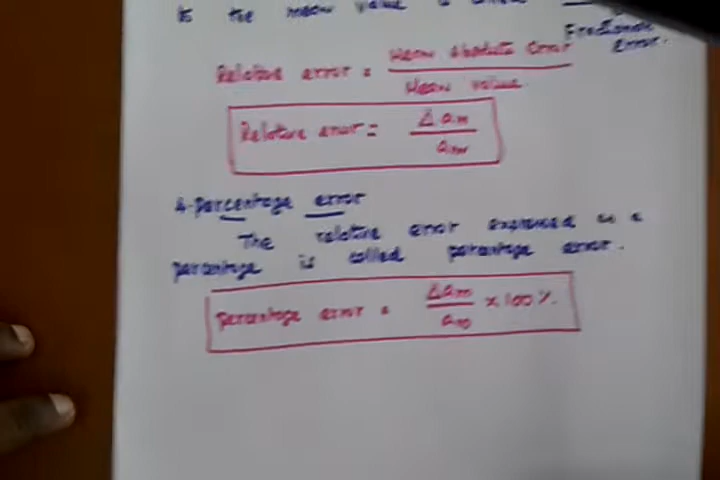 to the mean value is
Fractional error.
Relative error = Mean absolute Error / Mean value
Relative error = Δam / am
4. Percentage error
The relative error expressed as a
percentage is called percentage error.
percentage error = Δam / am × 100 %.